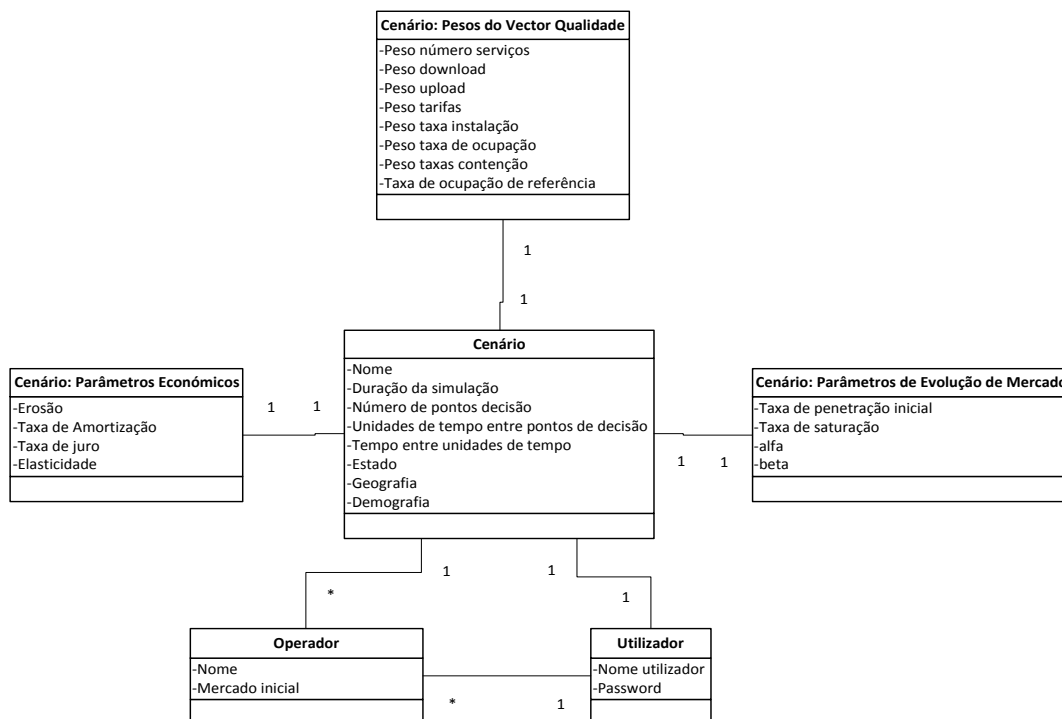 Cenário: Pesos do Vector Qualidade
-Peso número serviços
-Peso download
-Peso upload
-Peso tarifas
-Peso taxa instalação
-Peso taxa de ocupação
-Peso taxas contenção
-Taxa de ocupação de referência
1
1
Cenário: Parâmetros Económicos
-Erosão
-Taxa de Amortização
-Taxa de juro
-Elasticidade
1
1
Cenário
-Nome
-Duração da simulação
-Número de pontos decisão
-Unidades de tempo entre pontos de decisão
-Tempo entre unidades de tempo
-Estado
-Geografia
-Demografia
1
1
Cenário: Parâmetros de Evolução de Mercado
-Taxa de penetração inicial
-Taxa de saturação
-alfa
-beta
1
*
1
1
Operador
-Nome
-Mercado inicial
*
1
Utilizador
-Nome utilizador
-Password